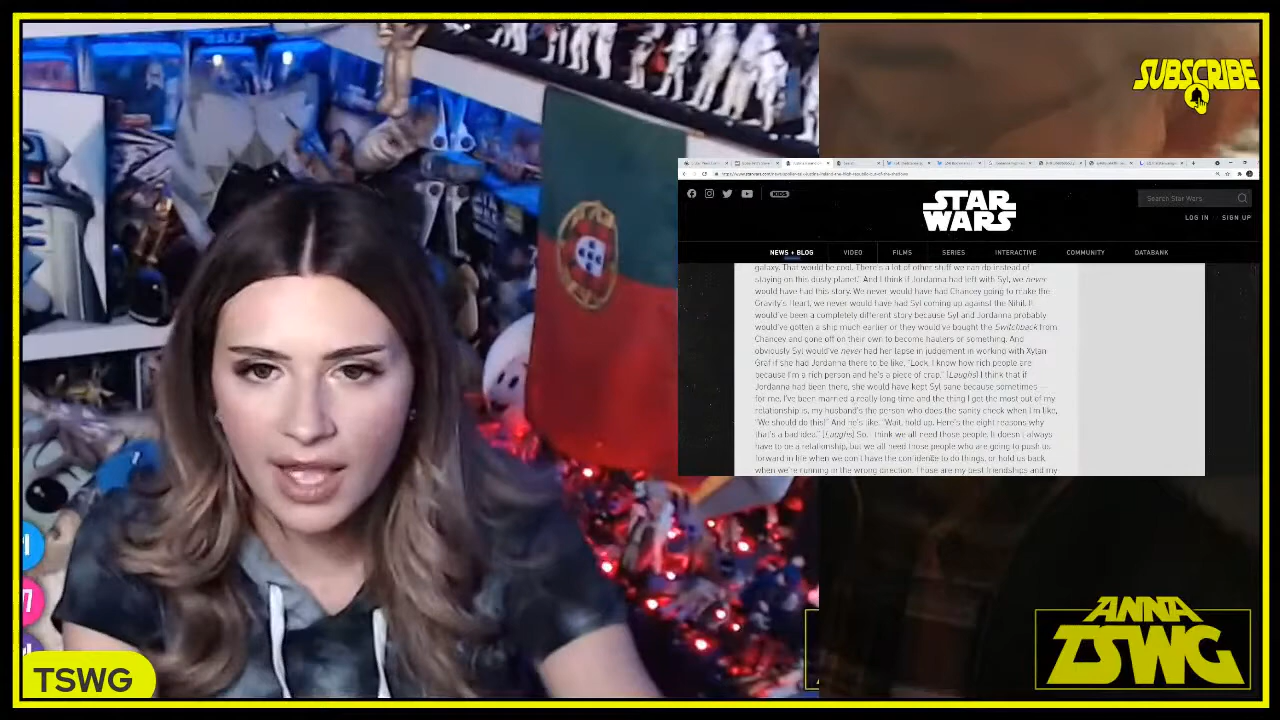 SUBSCRIBE
STAR
WARS
KIDS
Search Star Wars
LOG IN
SIGN UP
NEWS + BLOG
VIDEO
FILMS
SERIES
INTERACTIVE
COMMUNITY
DATABANK
galaxy. That would be cool. There's a lot of other stuff we can do instead of
staying on this dusty planet." And I think if Jordanna had left with Syl, we never
would have had this story. We never would have had Chancey going to make the
Gravity's Heart, we never would have had Syl coming up against the Nihil. It
would've been a completely different story because Syl and Jordanna probably
would've gotten a ship much earlier or they would've bought the Switchback from
Chancey and gone off on their own to become haulers or something. And
obviously Syl would've never had her lapse in judgement in working with Xylan
Graf if she had Jordanna there to be like, "Look, I know how rich people are
because I'm a rich person and he's a piece of crap." [Laughs] I think that if
Jordanna had been there, she would have kept Syl sane because sometimes —
for me, I've been married a really long time and the thing I get the most out of my
relationship is, my husband's the person who does the sanity check when I'm like,
"We should do this!" And he's like, "Wait, hold up. Here's the eight reasons why
that's a bad idea." [Laughs] So, I think we all need those people. It doesn't always
have to be a relationship, but we all need those people who are going to push us
forward in life when we don't have the confidence to do things, or hold us back
when we're running in the wrong direction. Those are my best friendships and my
TSWG
ANNA
TSWG